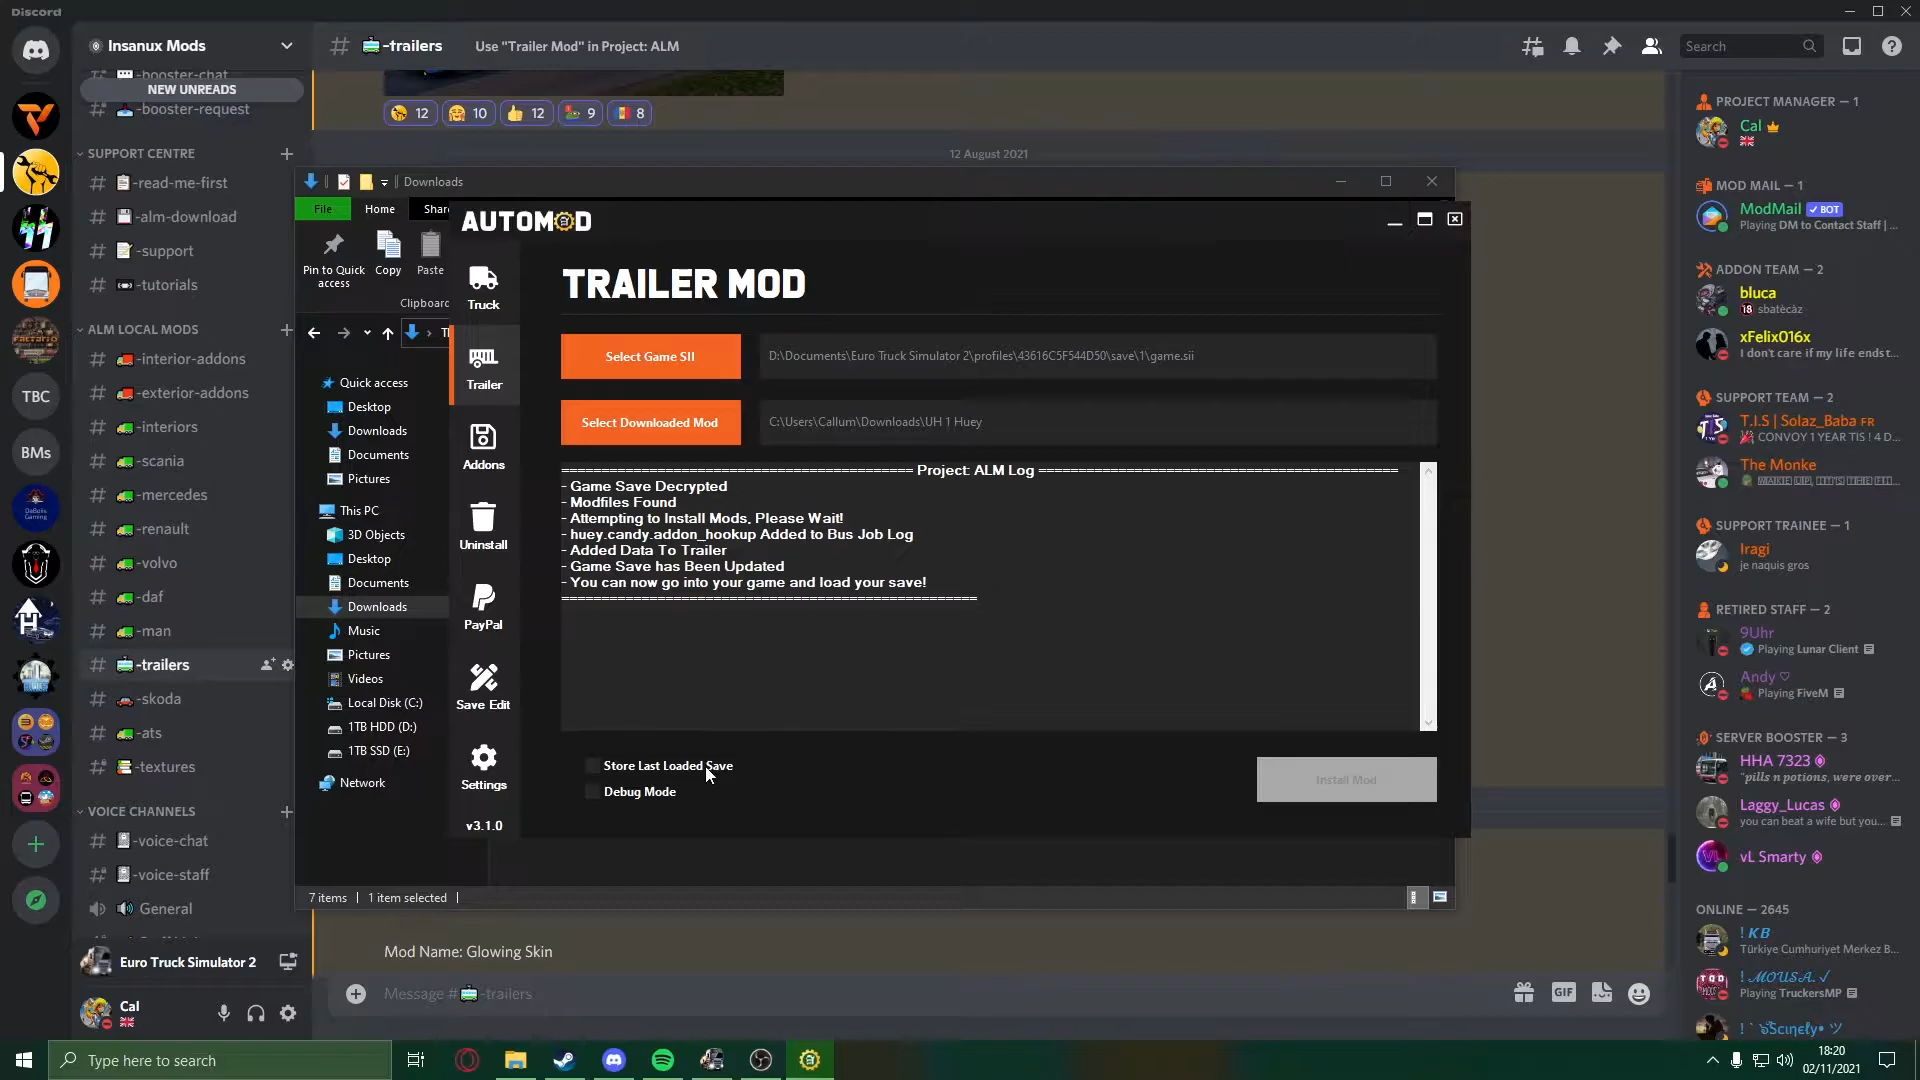 Discord
Insanux Mods
-trailers
Use "Trailer Mod" in Project: ALM
Search
-booster-chat
NEW UNREADS
-booster-request
12
10
12
9
8
12 August 2021
SUPPORT CENTRE
-read-me-first
-alm-download
-support
-tutorials
ALM LOCAL MODS
-interior-addons
-exterior-addons
-interiors
-scania
-mercedes
-renault
-volvo
-daf
-man
-trailers
-skoda
-ats
-textures
VOICE CHANNELS
-voice-chat
-voice-staff
General
Euro Truck Simulator 2
Cal
TBC
BMs
Downloads
File
Home
Shar
Pin to Quick access
Copy
Paste
Clipboard
Quick access
Desktop
Downloads
Documents
Pictures
This PC
3D Objects
Desktop
Documents
Downloads
Music
Pictures
Videos
Local Disk (C:)
1TB HDD (D:)
1TB SSD (E:)
Network
7 items
1 item selected
AUTOMOD
Truck
Trailer
Addons
Uninstall
PayPal
Save Edit
Settings
v3.1.0
TRAILER MOD
Select Game SII
D:\Documents\Euro Truck Simulator 2\profiles\43616C5F544D50\save\1\game.sii
Select Downloaded Mod
C:\Users\Callum\Downloads\UH 1 Huey
Project: ALM Log
- Game Save Decrypted
- Modfiles Found
- Attempting to Install Mods, Please Wait!
- huey.candy.addon_hookup Added to Bus Job Log
- Added Data To Trailer
- Game Save has Been Updated
- You can now go into your game and load your save!
Store Last Loaded Save
Debug Mode
Install Mod
Mod Name: Glowing Skin
Message #-trailers
GIF
PROJECT MANAGER — 1
Cal
MOD MAIL — 1
ModMail
BOT
Playing DM to Contact Staff | ...
ADDON TEAM — 2
bluca
sbatècàz
xFelix016x
I don't care if my life ends t...
SUPPORT TEAM — 2
T.I.S | Solaz_Baba FR
CONVOY 1 YEAR TIS ! 4 D...
The Monke
SUPPORT TRAINEE — 1
Iragi
je naquis gros
RETIRED STAFF — 2
9Uhr
Playing Lunar Client
Andy ♡
Playing FiveM
SERVER BOOSTER — 3
HHA 7323
"pills n potions, were over...
Laggy_Lucas
you can beat a wife but you...
vL Smarty
ONLINE — 2645
! KB
Türkiye Cumhuriyet Merkez B...
! MOUSA. √
Playing TruckersMP
Type here to search
18:20
02/11/2021